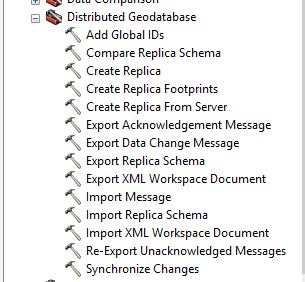 Data Comparison
Distributed Geodatabase
Add Global IDs
Compare Replica Schema
Create Replica
Create Replica Footprints
Create Replica From Server
Export Acknowledgement Message
Export Data Change Message
Export Replica Schema
Export XML Workspace Document
Import Message
Import Replica Schema
Import XML Workspace Document
Re-Export Unacknowledged Messages
Synchronize Changes